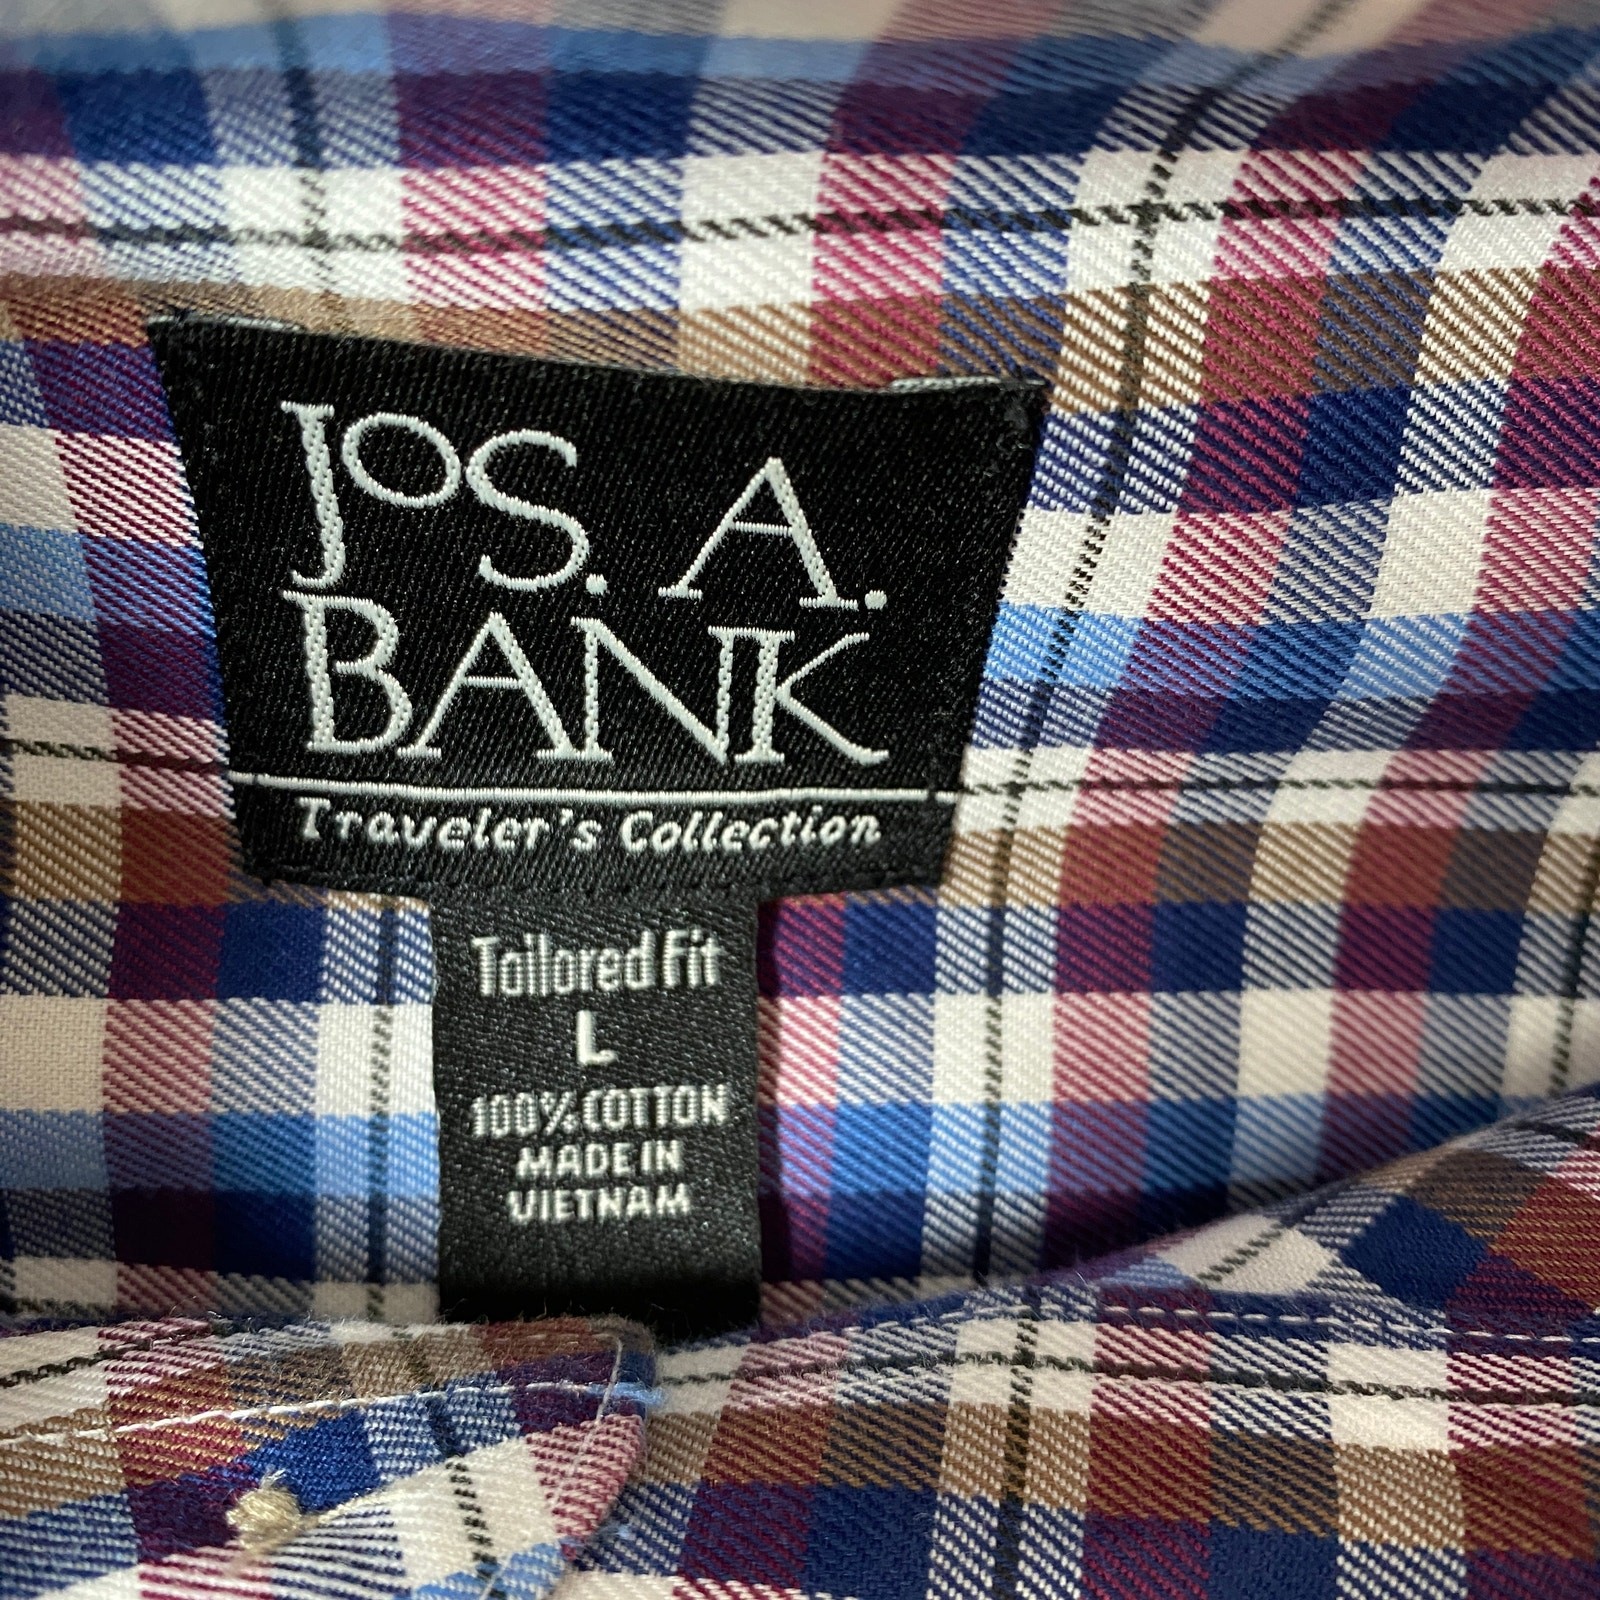 JOS. A.
BANK
Traveler's Collection
Tailored Fit
L
100% COTTON
MADE IN
VIETNAM